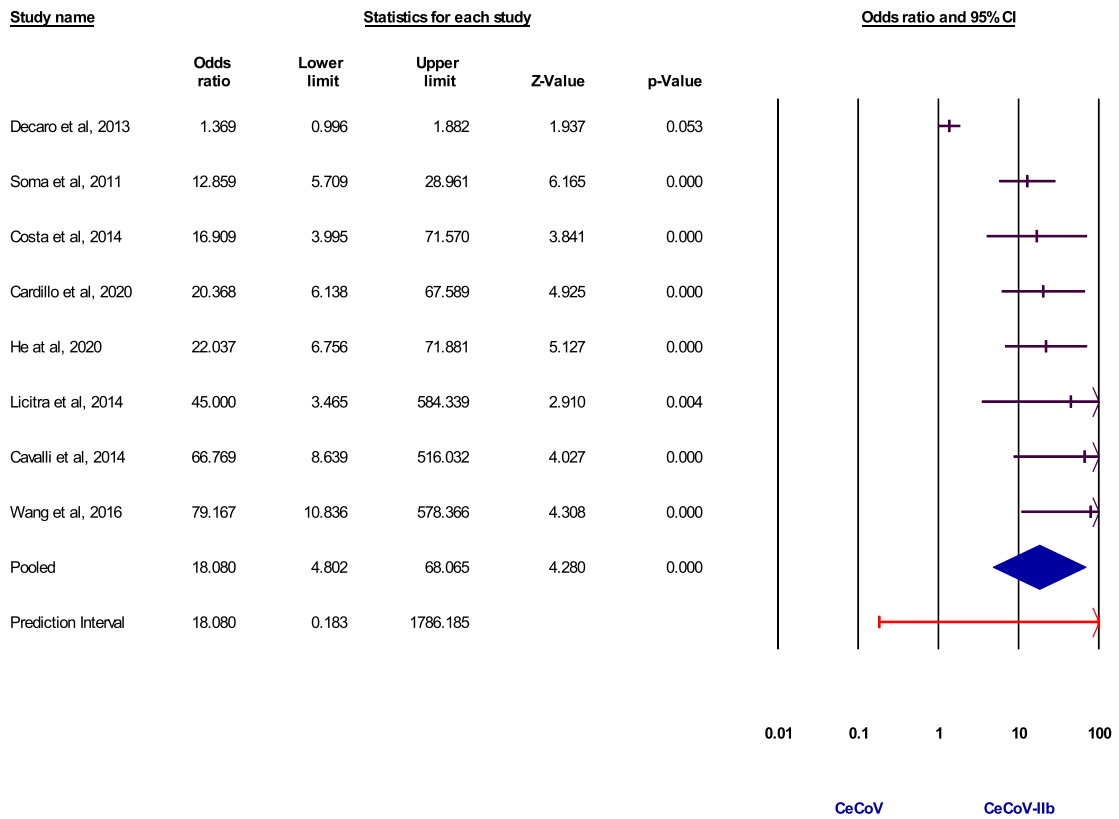 Study name Statistics for each study Odds ratio and 95% CI
Odds ratio Lower limit Upper limit Z-Value p-Value
Decaro et al, 2013 1.369 0.996 1.882 1.937 0.053
Soma et al, 2011 12.859 5.709 28.961 6.165 0.000
Costa et al, 2014 16.909 3.995 71.570 3.841 0.000
Cardillo et al, 2020 20.368 6.138 67.589 4.925 0.000
He at al, 2020 22.037 6.756 71.881 5.127 0.000
Licitra et al, 2014 45.000 3.465 584.339 2.910 0.004
Cavalli et al, 2014 66.769 8.639 516.032 4.027 0.000
Wang et al, 2016 79.167 10.836 578.366 4.308 0.000
Pooled 18.080 4.802 68.065 4.280 0.000
Prediction Interval 18.080 0.183 1786.185
0.01 0.1 1 10 100
CeCoV CeCoV-IIb